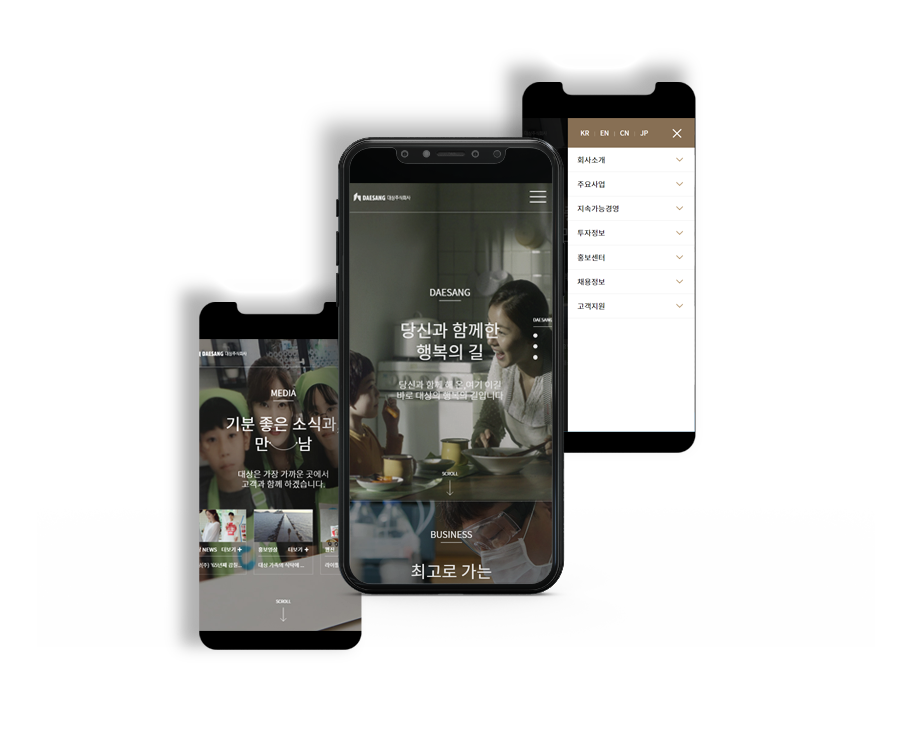 KR | EN | CN | JP
회사소개
주요사업
지속가능경영
투자정보
홍보센터
채용정보
고객지원
DAESANG 대상주식회사
DAESANG
당신과 함께한
행복의 길
당신과 함께 해 온,여기 이길
바로 대상의 행복의 길입니다
DAESANG
SCROLL
BUSINESS
최고로 가는
DAESANG 대상주식회사
MEDIA
기분 좋은 소식과
만 남
대상은 가장 가까운 곳에서
고객과 함께 하겠습니다.
NEWS 더보기 +
홍보영상 더보기 +
대상 가족의 식탁에 ...
SCROLL